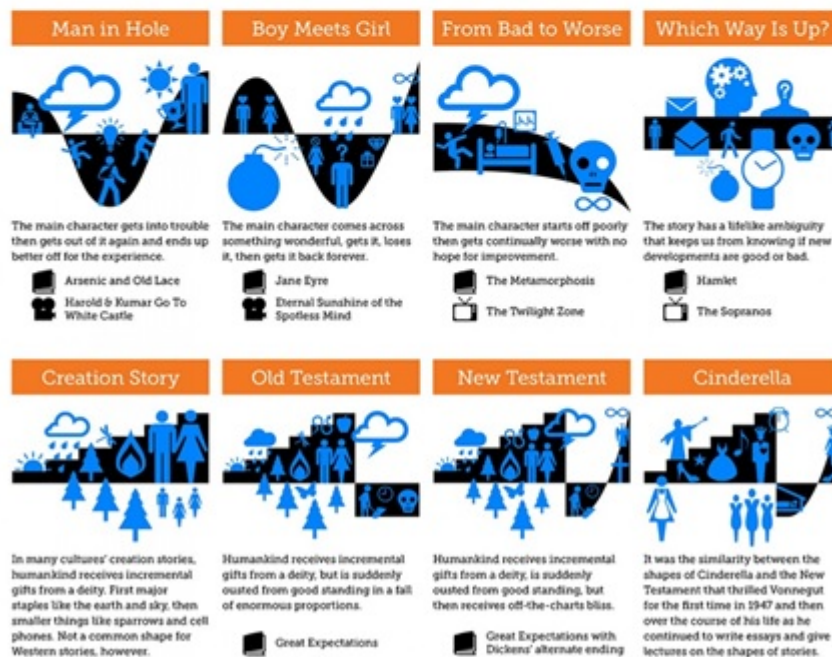 Man in Hole
The main character gets into trouble
then gets out of it again and ends up
better off for the experience.
Arsenic and Old Lace
Harold & Kumar Go To
White Castle
Boy Meets Girl
The main character comes across
something wonderful, gets it, loses
it, then gets it back forever.
Jane Eyre
Eternal Sunshine of the
Spotless Mind
From Bad to Worse
The main character starts off poorly
then gets continually worse with no
hope for improvement.
The Metamorphosis
The Twilight Zone
Which Way Is Up?
The story has a lifelike ambiguity
that keeps us from knowing if new
developments are good or bad.
Hamlet
The Sopranos
Creation Story
In many cultures' creation stories,
humankind receives incremental
gifts from a deity. First major
staples like the earth and sky, then
smaller things like sparrows and cell
phones. Not a common shape for
Western stories, however.
Old Testament
Humankind receives incremental
gifts from a deity, but is suddenly
ousted from good standing in a fall
of enormous proportions.
Great Expectations
New Testament
Humankind receives incremental
gifts from a deity, is suddenly
ousted from good standing, but
then receives off-the-charts bliss.
Great Expectations with
Dickens' alternate ending
Cinderella
It was the similarity between the
shapes of Cinderella and the New
Testament that thrilled Vonnegut
for the first time in 1947 and then
over the course of his life as he
continued to write essays and give
lectures on the shapes of stories.